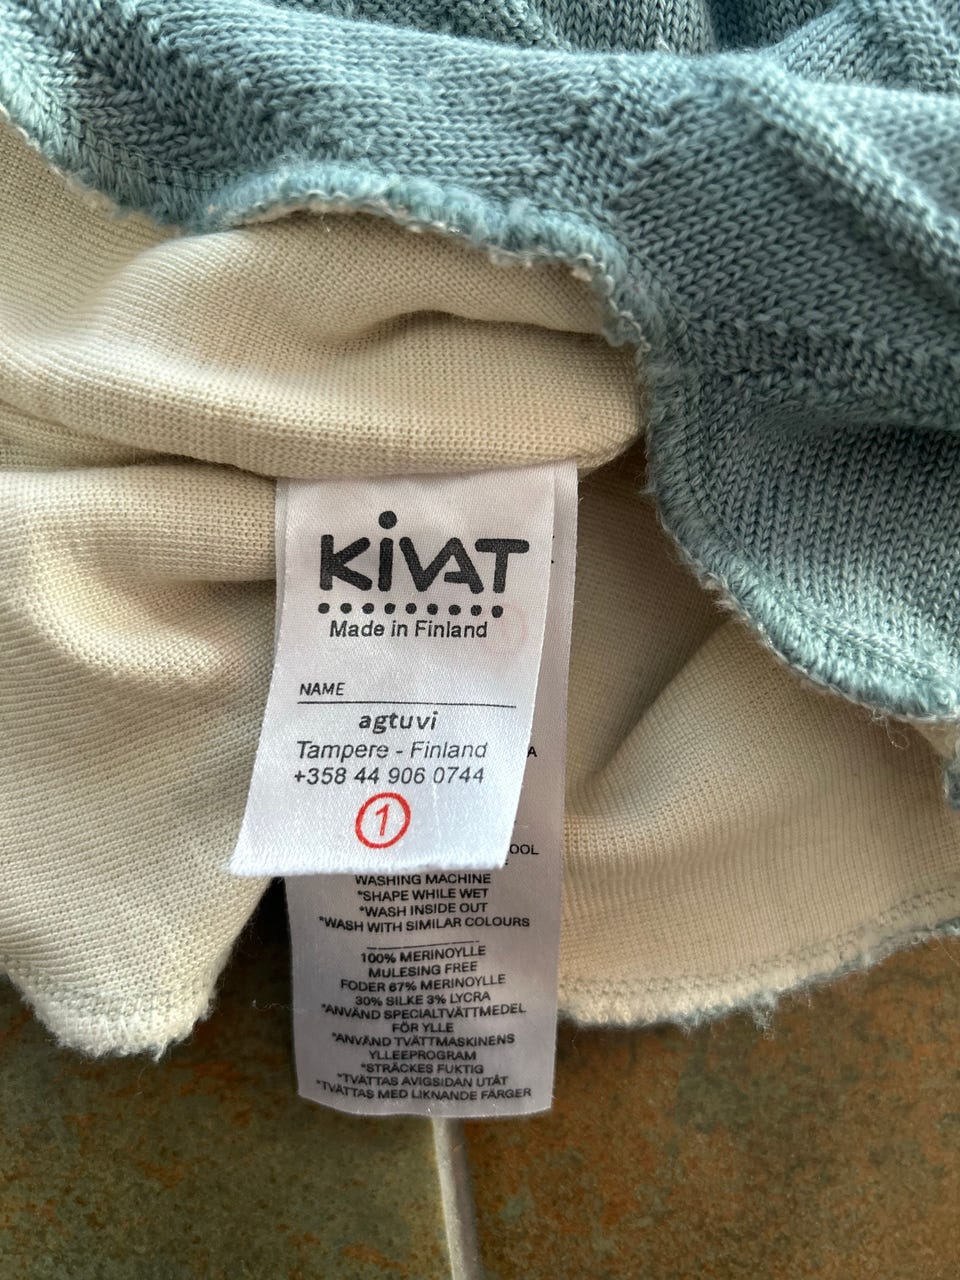 KiVAT
Made in Finland
NAME
agtuvi
Tampere - Finland
+358 44 906 0744
1
WASHING MACHINE
*SHAPE WHILE WET
*WASH INSIDE OUT
*WASH WITH SIMILAR COLOURS
100% MERINOYLLE
MULESING FREE
FODER 67% MERINOYLLE
30% SILKE 3% LYCRA
*ANVÄND SPECIALTVÄTTMEDEL
FÖR YLLE
*ANVÄND TVÄTTMASKINENS
YLLEPROGRAM
*STRÄCKES FUKTIG
*TVÄTTAS AVIGSIDAN UTÅT
*TVÄTTAS MED LIKNANDE FÄRGER